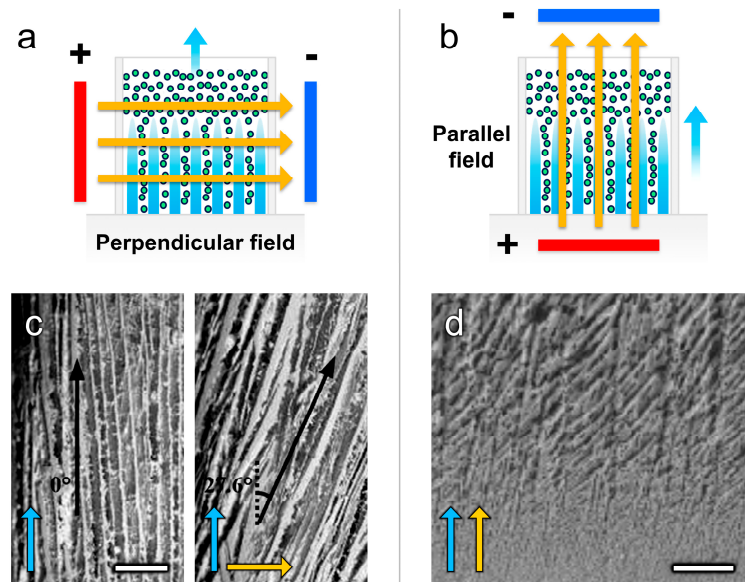 a
+
-
Perpendicular field
b
-
Parallel
field
+
c
0°
27.6°
d